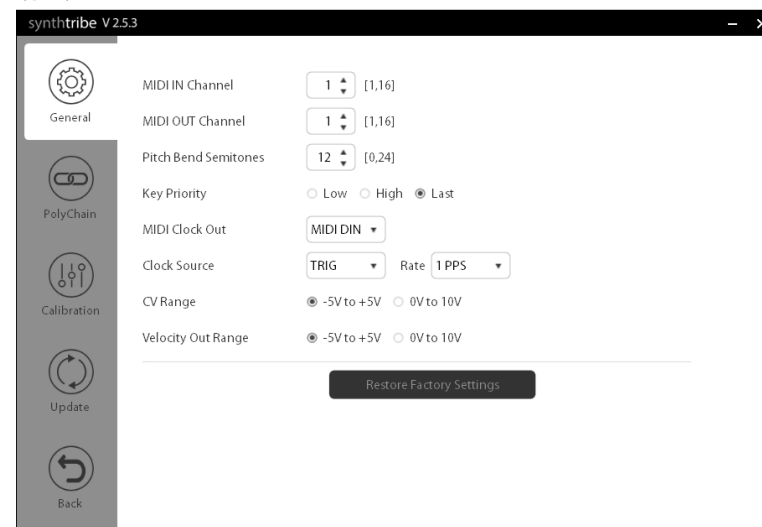 synthtribe V 2.5.3
General
PolyChain
Calibration
Update
Back
MIDI IN Channel 1 [1,16]
MIDI OUT Channel 1 [1,16]
Pitch Bend Semitones 12 [0,24]
Key Priority Low High Last
MIDI Clock Out MIDI DIN
Clock Source TRIG Rate 1 PPS
CV Range -5V to +5V 0V to 10V
Velocity Out Range -5V to +5V 0V to 10V
Restore Factory Settings